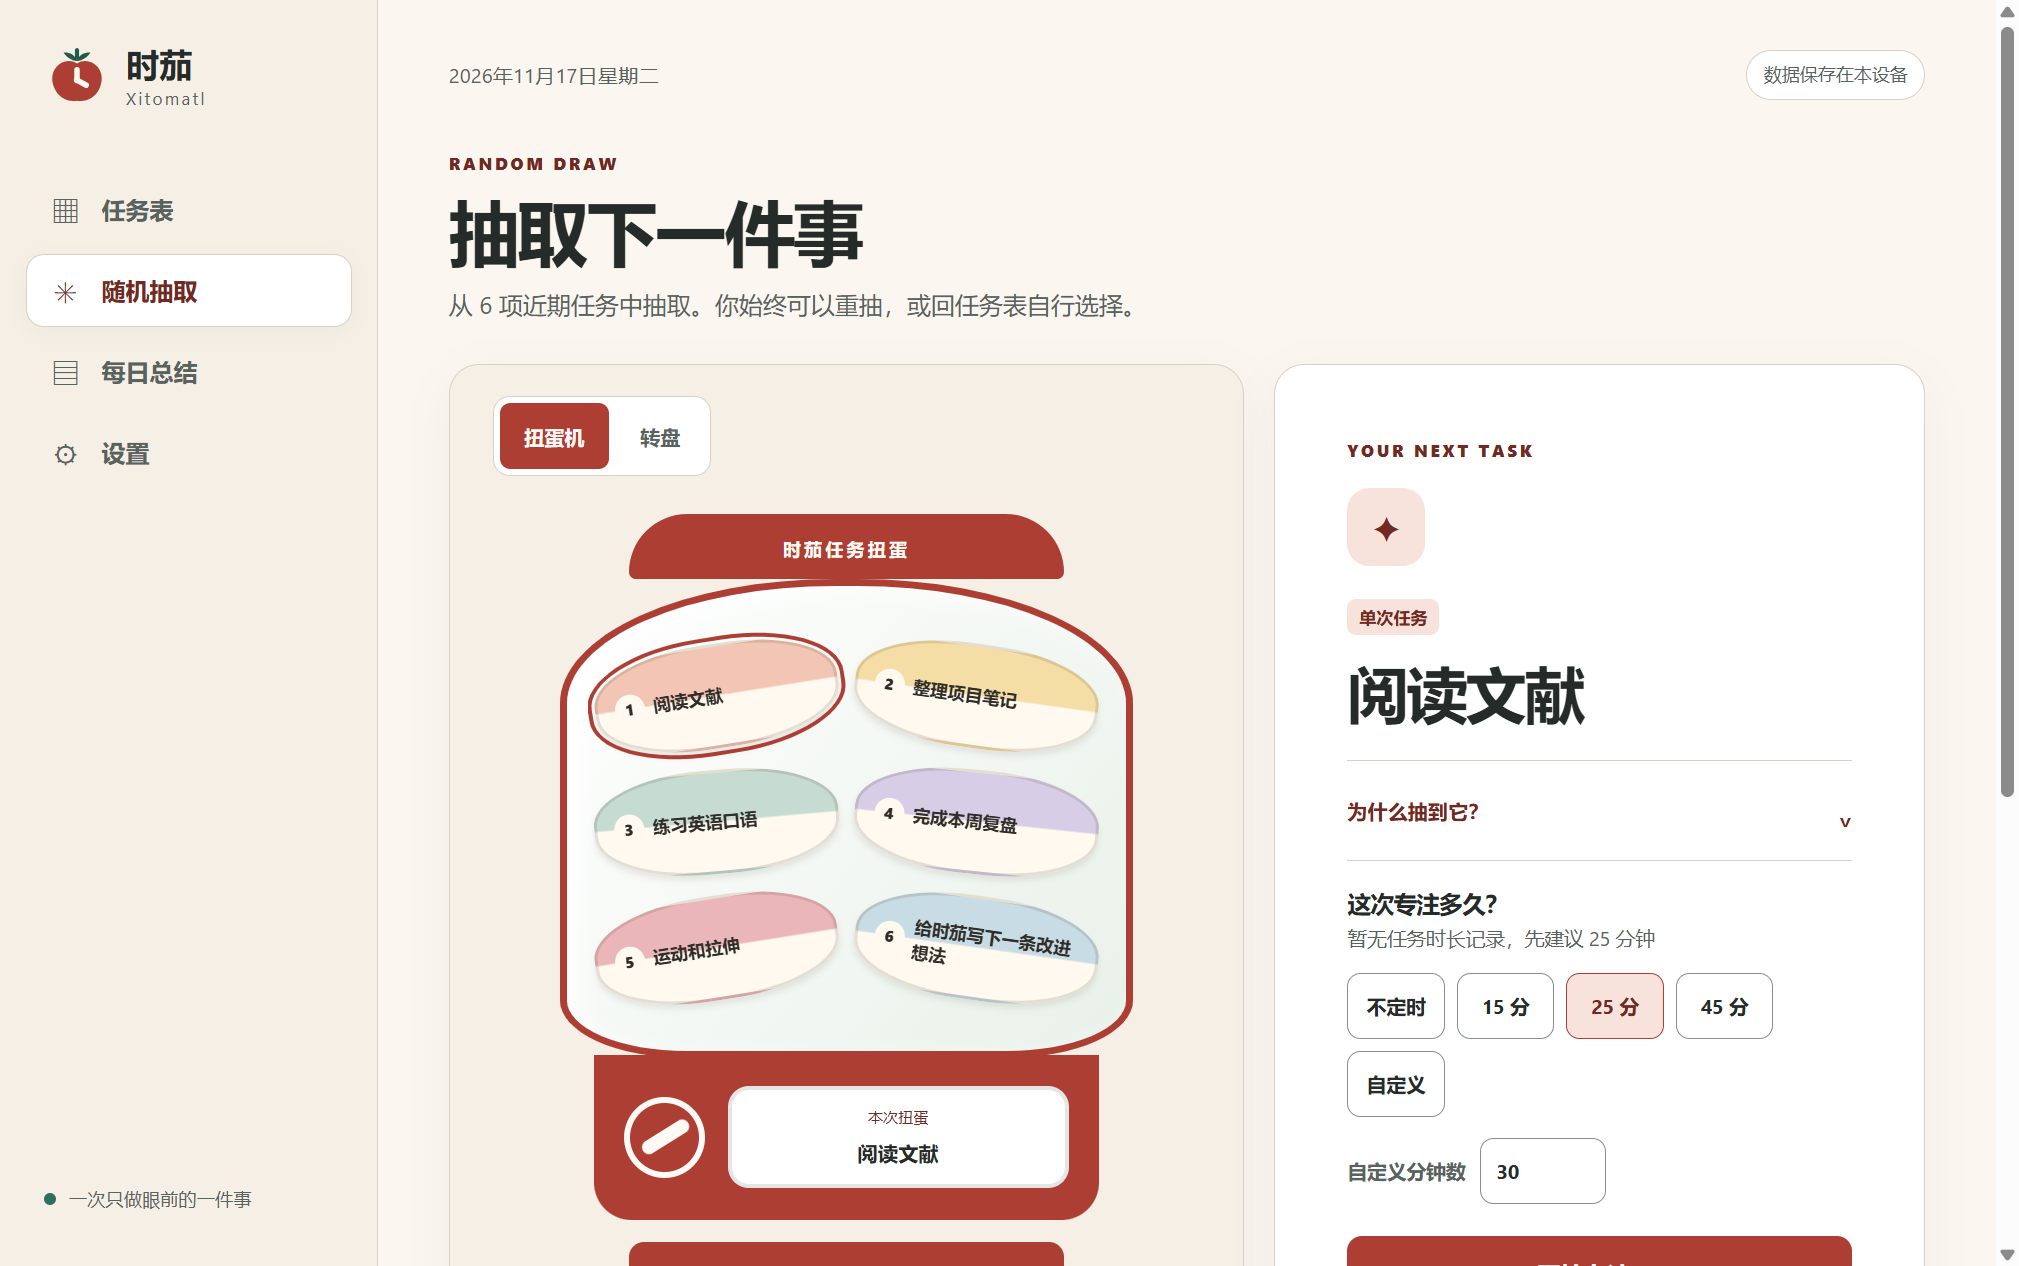 时茄
Xitomatl
任务表
随机抽取
每日总结
设置
一次只做眼前的一件事
2026年11月17日星期二
数据保存在本设备
RANDOM DRAW
抽取下一件事
从 6 项近期任务中抽取。你始终可以重抽，或回任务表自行选择。
扭蛋机
转盘
时茄任务扭蛋
1 阅读文献
2 整理项目笔记
3 练习英语口语
4 完成本周复盘
5 运动和拉伸
6 给时茄写下一条改进
想法
本次扭蛋
阅读文献
YOUR NEXT TASK
单次任务
阅读文献
为什么抽到它？
这次专注多久？
暂无任务时长记录，先建议 25 分钟
不定时
15 分
25 分
45 分
自定义
自定义分钟数
30